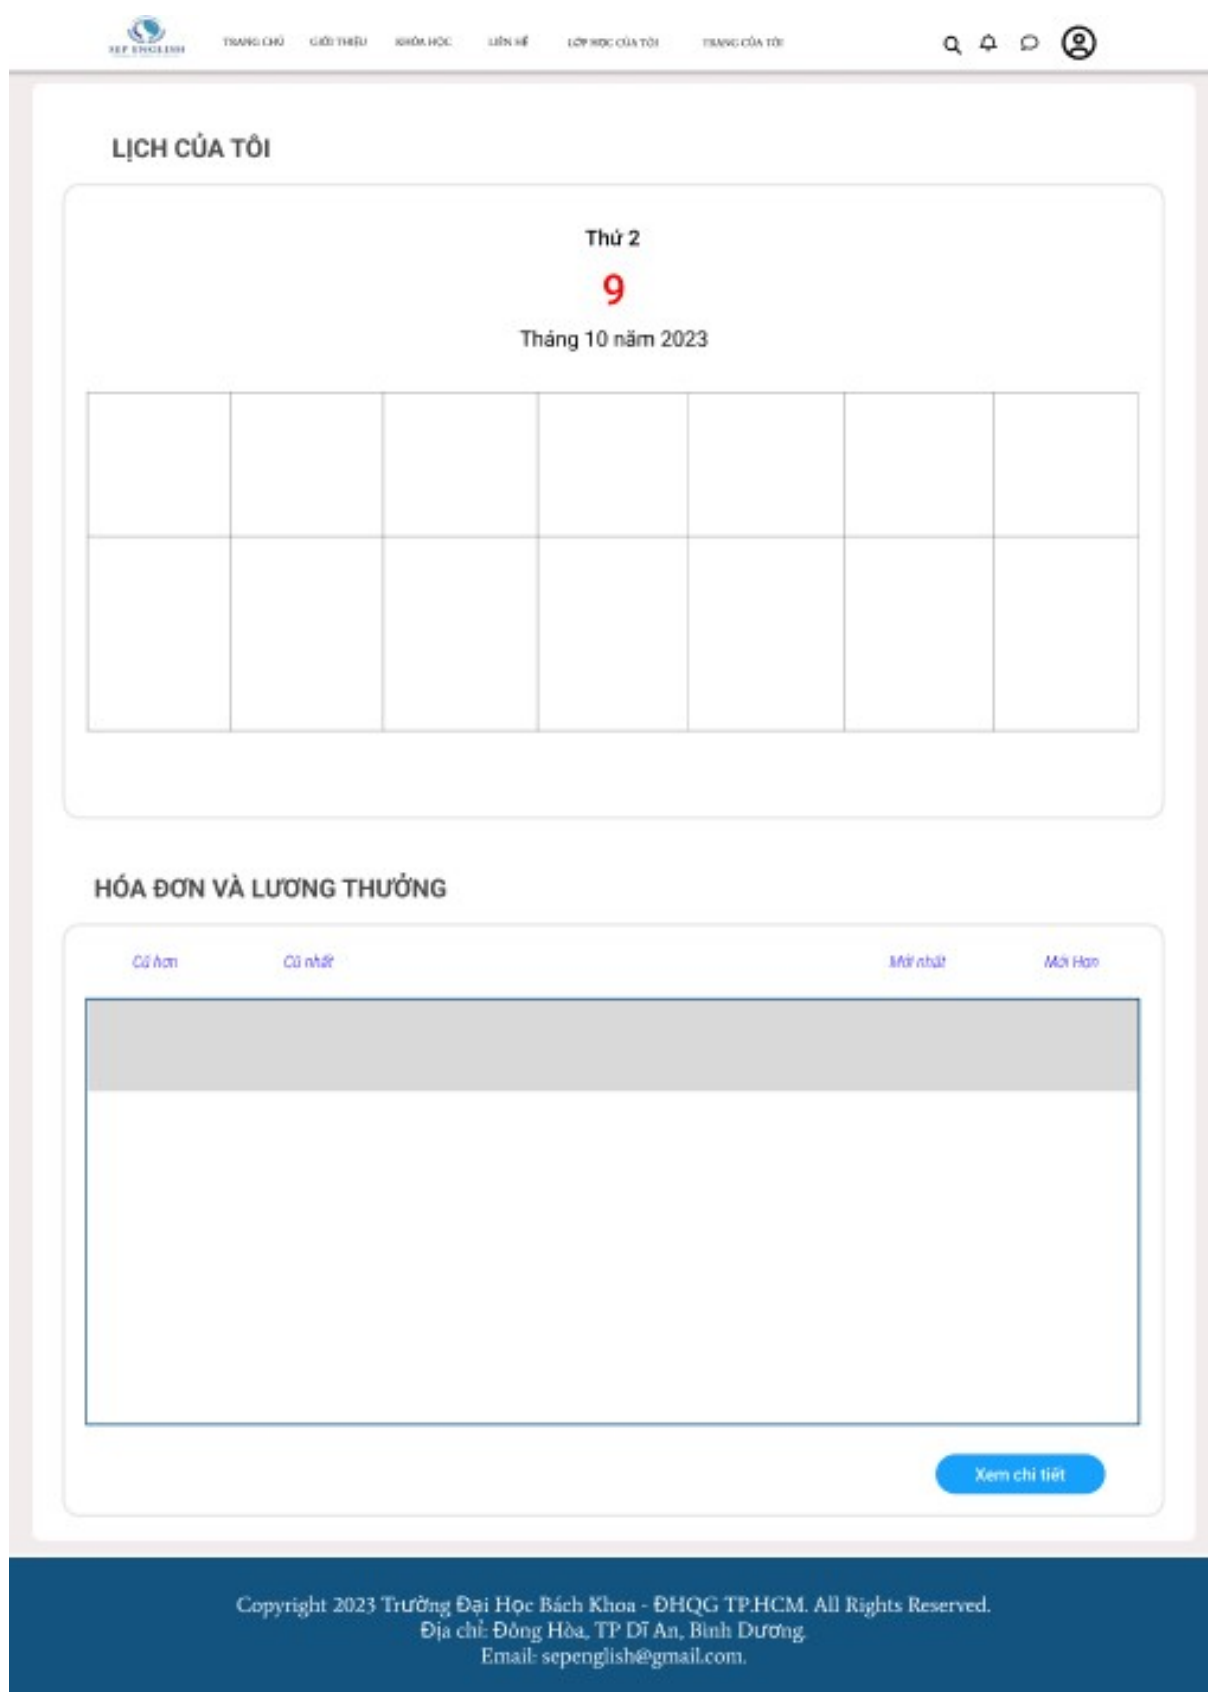 SEP ENGLISH
TRANG CHỦ GIỚI THIỆU KHÓA HỌC LIÊN HỆ LỚP HỌC CỦA TÔI TRANG CỦA TÔI
LỊCH CỦA TÔI
Thứ 2
9
Tháng 10 năm 2023
HÓA ĐƠN VÀ LƯƠNG THƯỞNG
Cũ hơn Cũ nhất Mới nhất Mới Hơn
Xem chi tiết
Copyright 2023 Trường Đại Học Bách Khoa - ĐHQG TP.HCM. All Rights Reserved.
Địa chỉ: Đông Hòa, TP Dĩ An, Bình Dương.
Email: sepenglish@gmail.com.